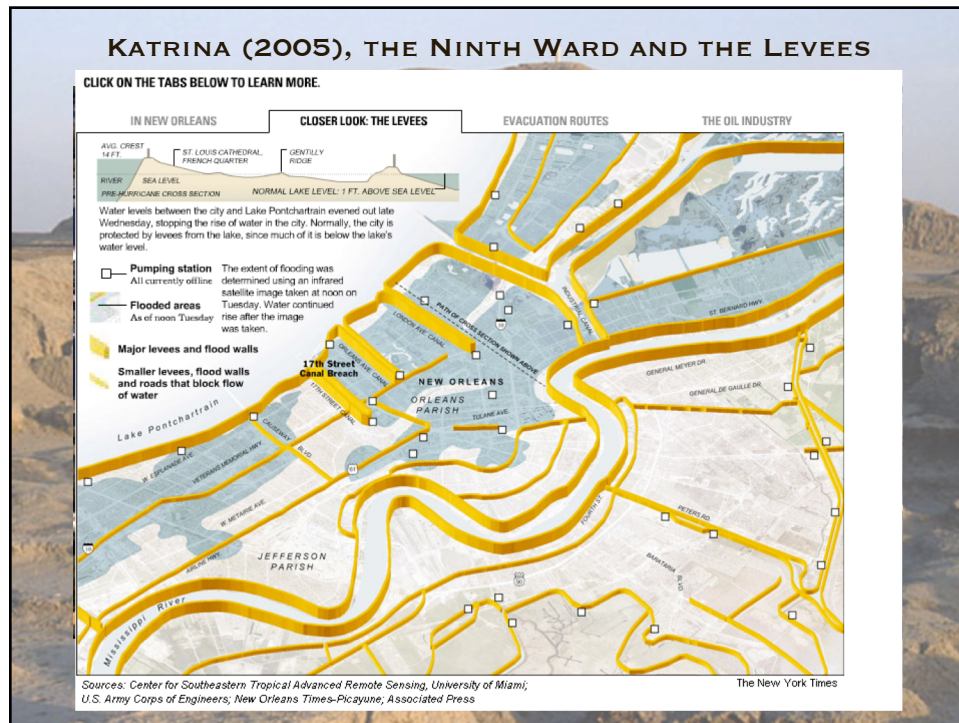 KATRINA (2005), THE NINTH WARD AND THE LEVEES
CLICK ON THE TABS BELOW TO LEARN MORE.
IN NEW ORLEANS
CLOSER LOOK: THE LEVEES
EVACUATION ROUTES
THE OIL INDUSTRY
AVG. CREST
14 FT.
ST. LOUIS CATHEDRAL,
FRENCH QUARTER
GENTILLY
RIDGE
RIVER
SEA LEVEL
PRE-HURRICANE CROSS SECTION
NORMAL LAKE LEVEL: 1 FT. ABOVE SEA LEVEL
Water levels between the city and Lake Pontchartrain evened out late
Wednesday, stopping the rise of water in the city. Normally, the city is
protected by levees from the lake, since much of it is below the lake's
water level.
Pumping station
All currently offline
Flooded areas
As of noon Tuesday
The extent of flooding was
determined using an infrared
satellite image taken at noon on
Tuesday. Water continued
rise after the image
was taken.
Major levees and flood walls
Smaller levees, flood walls
and roads that block flow
of water
17th Street
Canal Breach
LONDON AVE. CANAL
ORLEANS AVE. CANAL
17TH STREET CANAL
PATH OF CROSS SECTION SHOWN ABOVE
INDUSTRIAL CANAL
10
ST. BERNARD HWY.
GENERAL MEYER DR.
GENERAL DE GAULLE DR.
NEW ORLEANS
ORLEANS
PARISH
TULANE AVE.
Lake Pontchartrain
CAUSEWAY BLVD.
W. ESPLANADE AVE.
VETERANS MEMORIAL HWY.
61
W. METAIRIE AVE.
10
AIRLINE HWY.
JEFFERSON
PARISH
FOURTH ST.
PETERS RD.
BARATARIA BLVD.
90
Mississippi River
Sources: Center for Southeastern Tropical Advanced Remote Sensing, University of Miami;
U.S. Army Corps of Engineers; New Orleans Times-Picayune; Associated Press
The New York Times